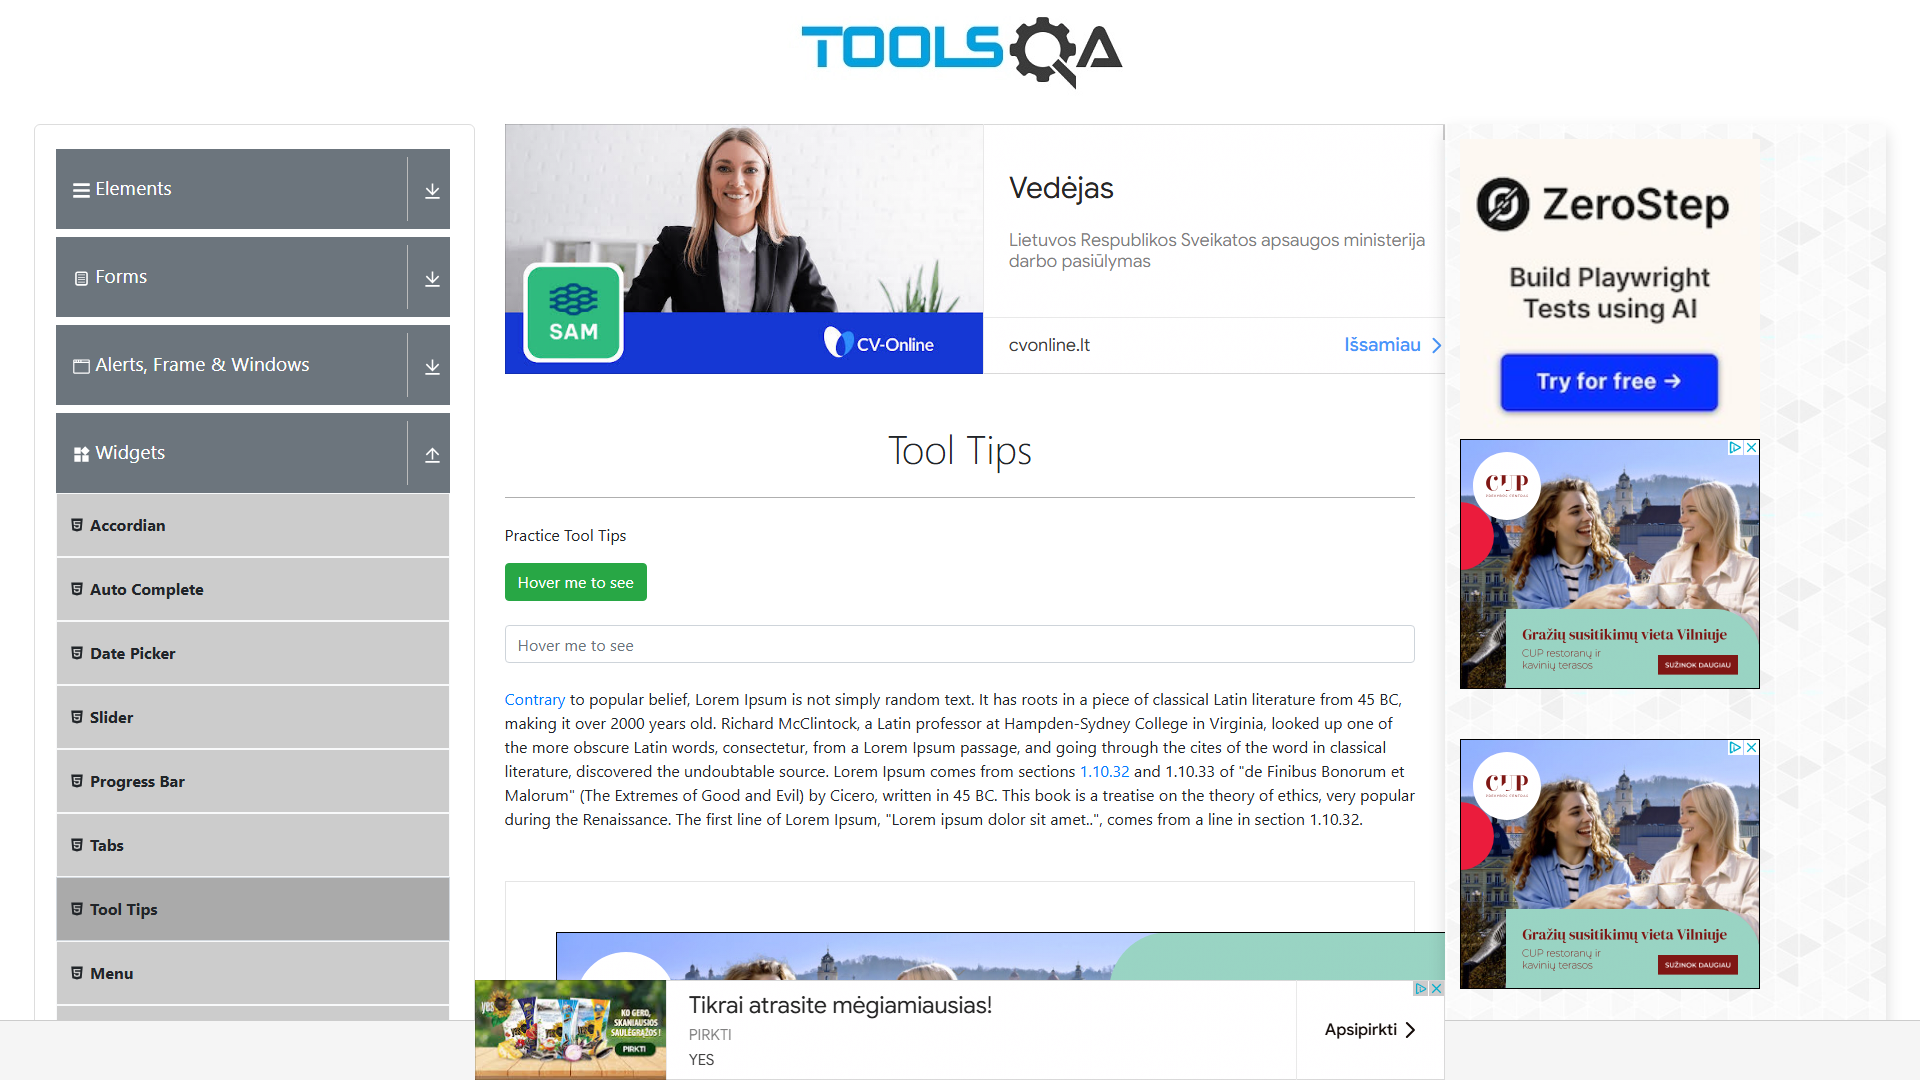 TOOLSQA
Elements
Forms
Alerts, Frame & Windows
Widgets
Accordian
Auto Complete
Date Picker
Slider
Progress Bar
Tabs
Tool Tips
Menu
SAM
CV-Online
Vedėjas
Lietuvos Respublikos Sveikatos apsaugos ministerija
darbo pasiūlymas
cvonline.lt
Išsamiau
Tool Tips
Practice Tool Tips
Hover me to see
Hover me to see
Contrary to popular belief, Lorem Ipsum is not simply random text. It has roots in a piece of classical Latin literature from 45 BC,
making it over 2000 years old. Richard McClintock, a Latin professor at Hampden-Sydney College in Virginia, looked up one of
the more obscure Latin words, consectetur, from a Lorem Ipsum passage, and going through the cites of the word in classical
literature, discovered the undoubtable source. Lorem Ipsum comes from sections 1.10.32 and 1.10.33 of "de Finibus Bonorum et
Malorum" (The Extremes of Good and Evil) by Cicero, written in 45 BC. This book is a treatise on the theory of ethics, very popular
during the Renaissance. The first line of Lorem Ipsum, "Lorem ipsum dolor sit amet..", comes from a line in section 1.10.32.
yes
KO GERO,
SKANIAUSIOS
SAULĖGRĄŽOS !
PIRKTI
Tikrai atrasite mėgiamiausias!
PIRKTI
YES
Apsipirkti
ZeroStep
Build Playwright
Tests using AI
Try for free →
CUP
Gražių susitikimų vieta Vilniuje
CUP restoranų ir
kavinių terasos
SUŽINOK DAUGIAU
CUP
Gražių susitikimų vieta Vilniuje
CUP restoranų ir
kavinių terasos
SUŽINOK DAUGIAU